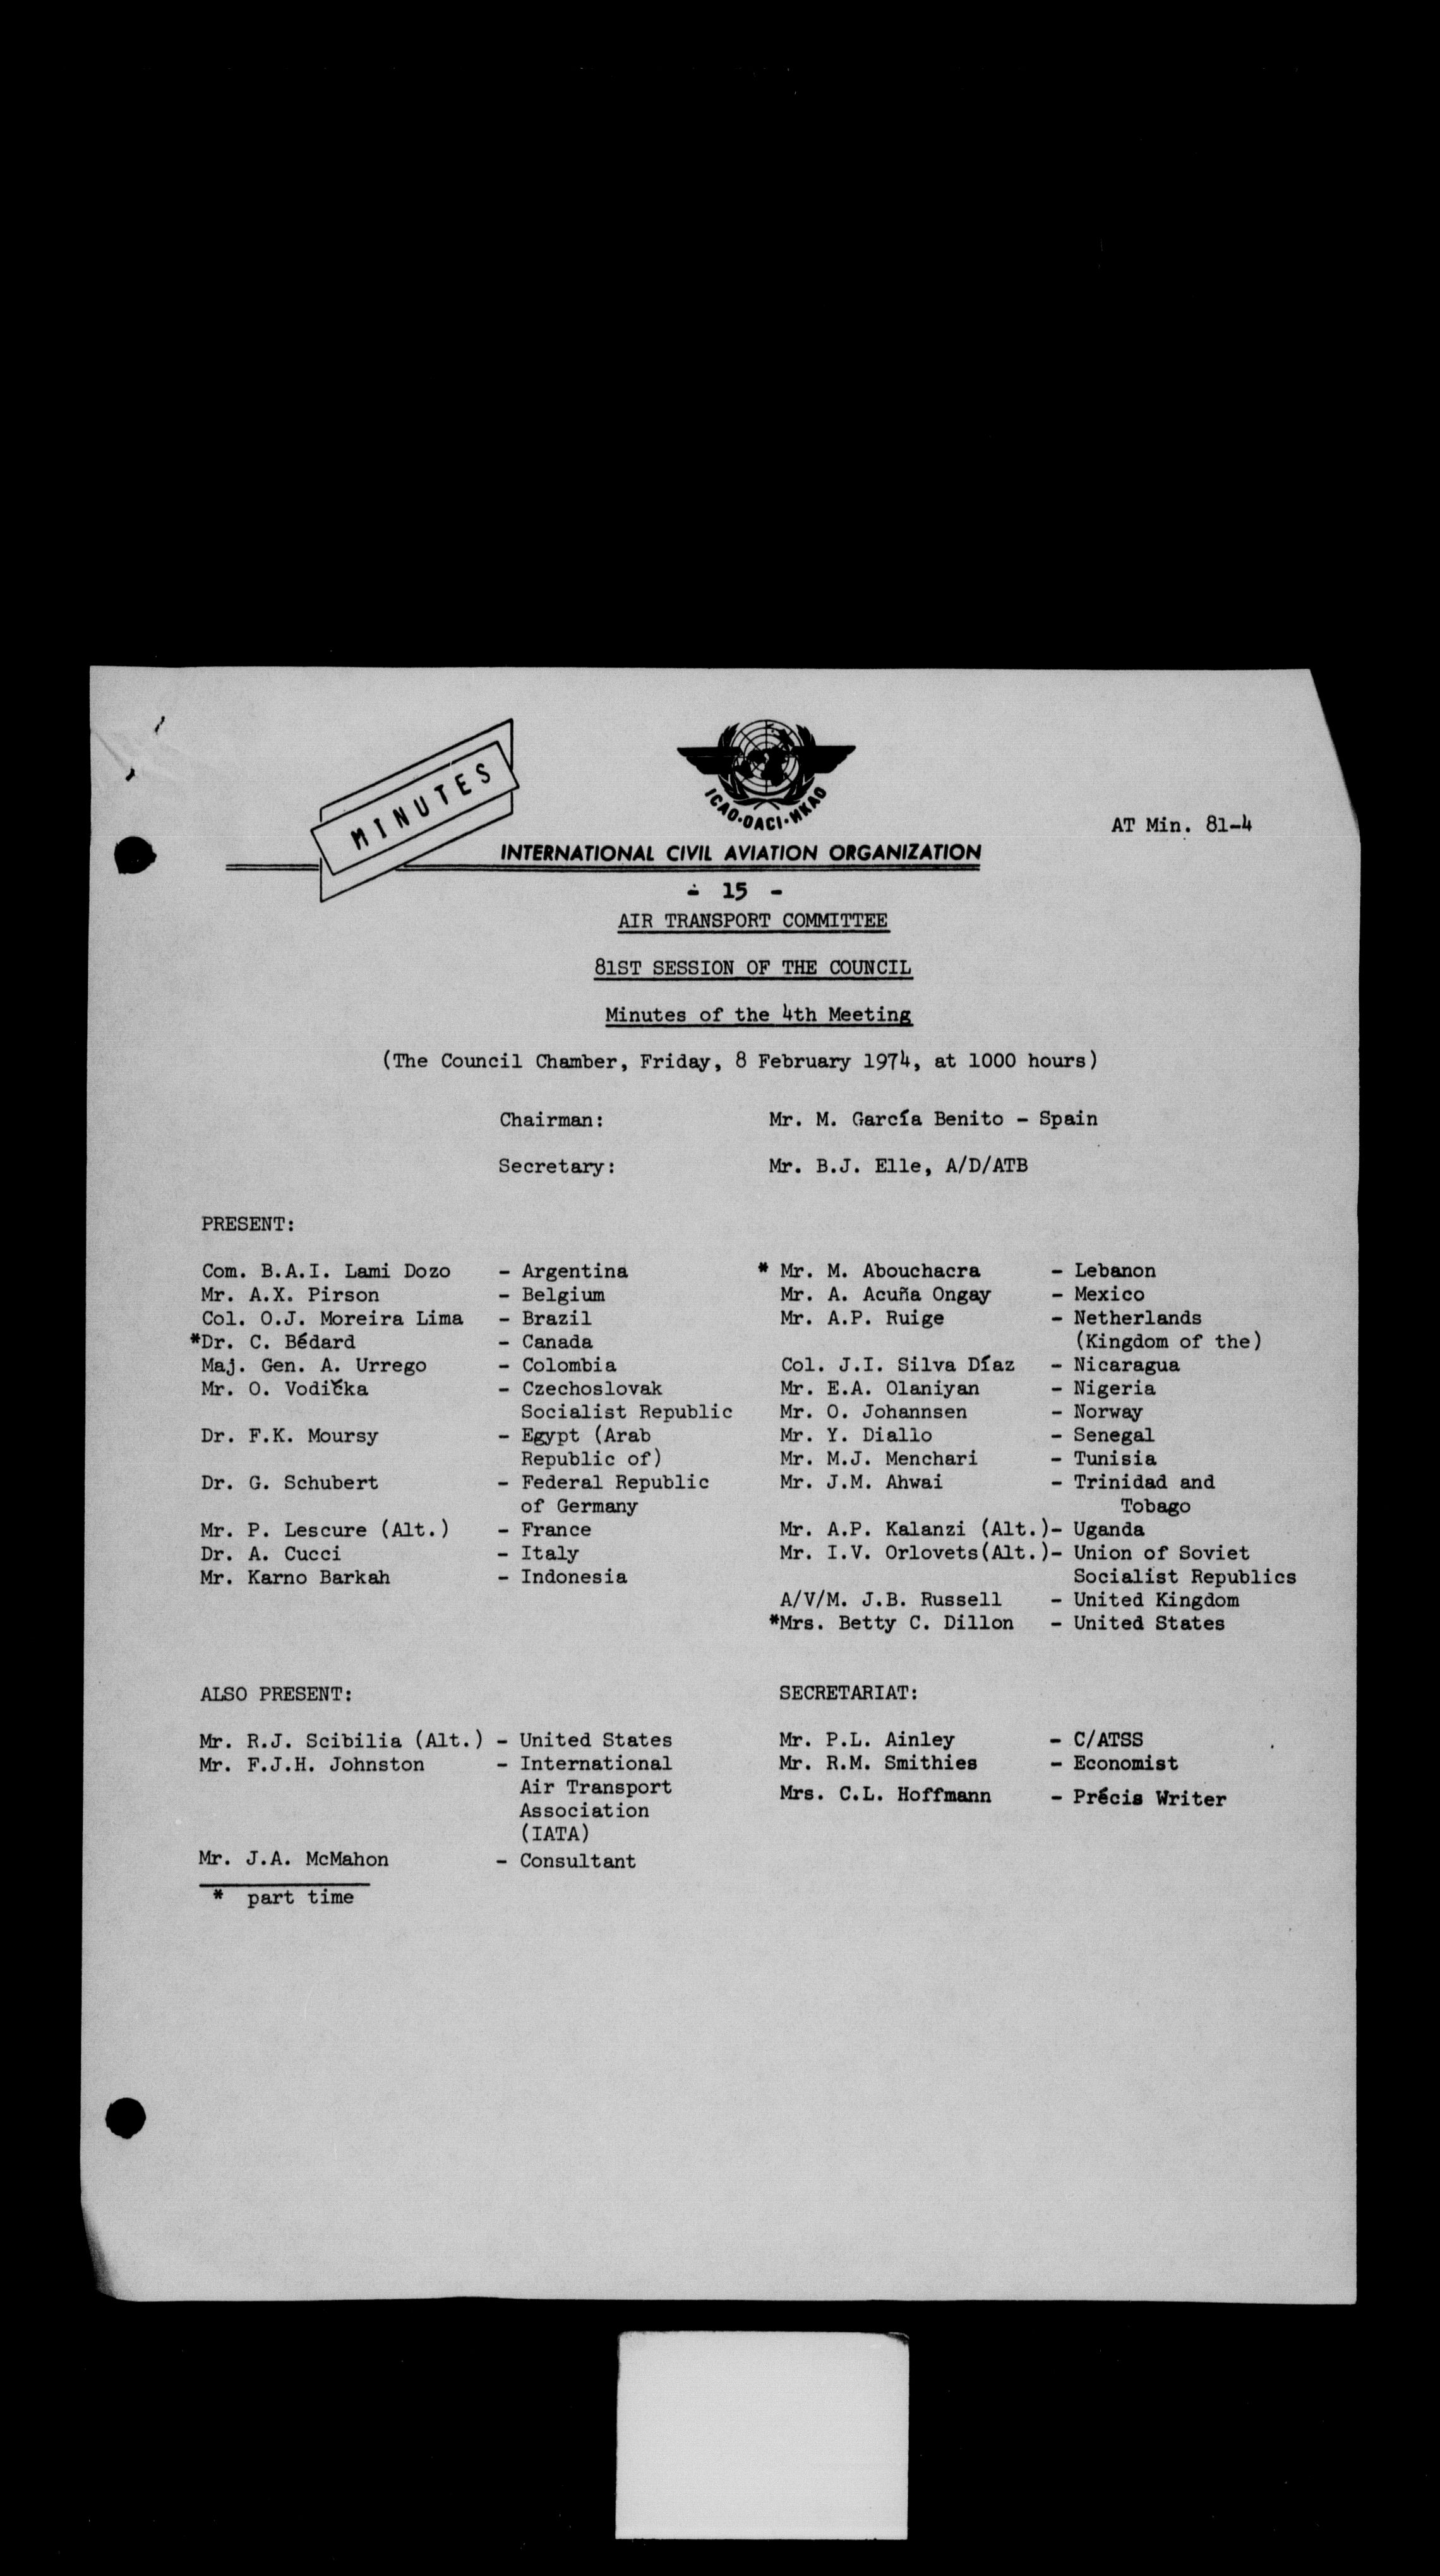 MINUTES
ICAO·OACI·ИКАО
AT Min. 81-4
INTERNATIONAL CIVIL AVIATION ORGANIZATION
- 15 -
AIR TRANSPORT COMMITTEE
81ST SESSION OF THE COUNCIL
Minutes of the 4th Meeting
(The Council Chamber, Friday, 8 February 1974, at 1000 hours)
Chairman: Mr. M. García Benito - Spain
Secretary: Mr. B.J. Elle, A/D/ATB
PRESENT:
Com. B.A.I. Lami Dozo - Argentina
Mr. A.X. Pirson - Belgium
Col. O.J. Moreira Lima - Brazil
*Dr. C. Bédard - Canada
Maj. Gen. A. Urrego - Colombia
Mr. O. Vodička - Czechoslovak
Socialist Republic
Dr. F.K. Moursy - Egypt (Arab
Republic of)
Dr. G. Schubert - Federal Republic
of Germany
Mr. P. Lescure (Alt.) - France
Dr. A. Cucci - Italy
Mr. Karno Barkah - Indonesia
* Mr. M. Abouchacra - Lebanon
Mr. A. Acuña Ongay - Mexico
Mr. A.P. Ruige - Netherlands
(Kingdom of the)
Col. J.I. Silva Díaz - Nicaragua
Mr. E.A. Olaniyan - Nigeria
Mr. O. Johannsen - Norway
Mr. Y. Diallo - Senegal
Mr. M.J. Menchari - Tunisia
Mr. J.M. Ahwai - Trinidad and
Tobago
Mr. A.P. Kalanzi (Alt.)- Uganda
Mr. I.V. Orlovets(Alt.)- Union of Soviet
Socialist Republics
A/V/M. J.B. Russell - United Kingdom
*Mrs. Betty C. Dillon - United States
ALSO PRESENT:
Mr. R.J. Scibilia (Alt.) - United States
Mr. F.J.H. Johnston - International
Air Transport
Association
(IATA)
Mr. J.A. McMahon - Consultant
SECRETARIAT:
Mr. P.L. Ainley - C/ATSS
Mr. R.M. Smithies - Economist
Mrs. C.L. Hoffmann - Précis Writer
* part time